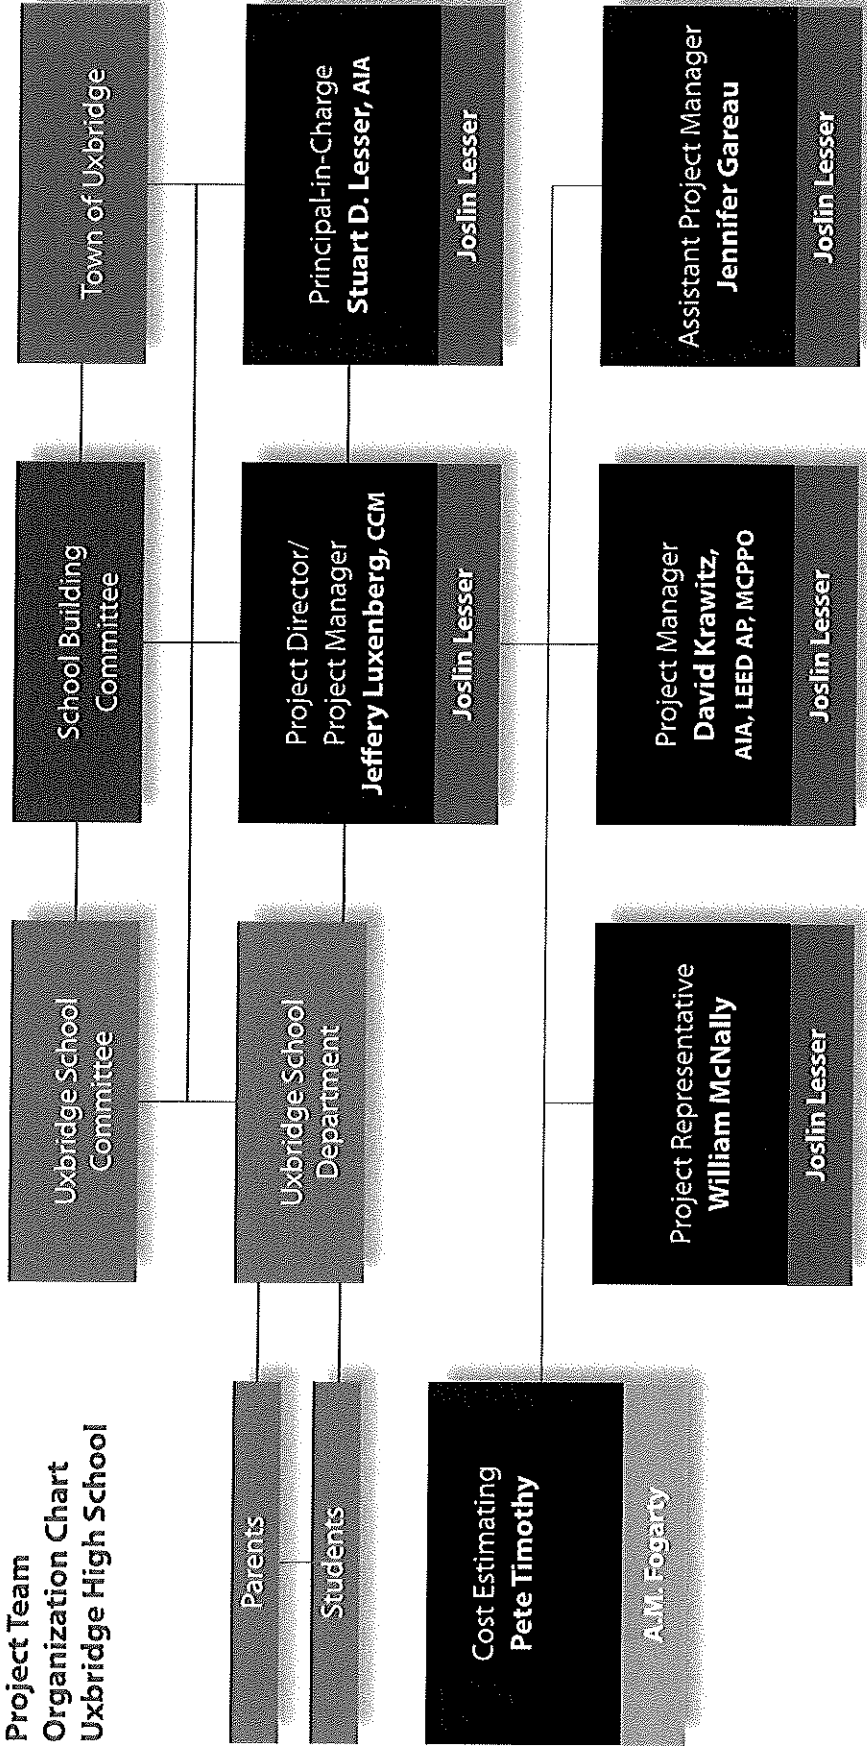 Project Team
Organization Chart
Uxbridge High School
Uxbridge School
Committee
School Building
Committee
Town of Uxbridge
Parents
Students
Uxbridge School
Department
Project Director/
Project Manager
Jeffery Luxenberg, CCM
Joslin Lesser
Principal-in-Charge
Stuart D. Lesser, AIA
Joslin Lesser
Cost Estimating
Pete Timothy
A.M. Fogarty
Project Representative
William McNally
Joslin Lesser
Project Manager
David Krawitz,
AIA, LEED AP, MCPPO
Joslin Lesser
Assistant Project Manager
Jennifer Gareau
Joslin Lesser